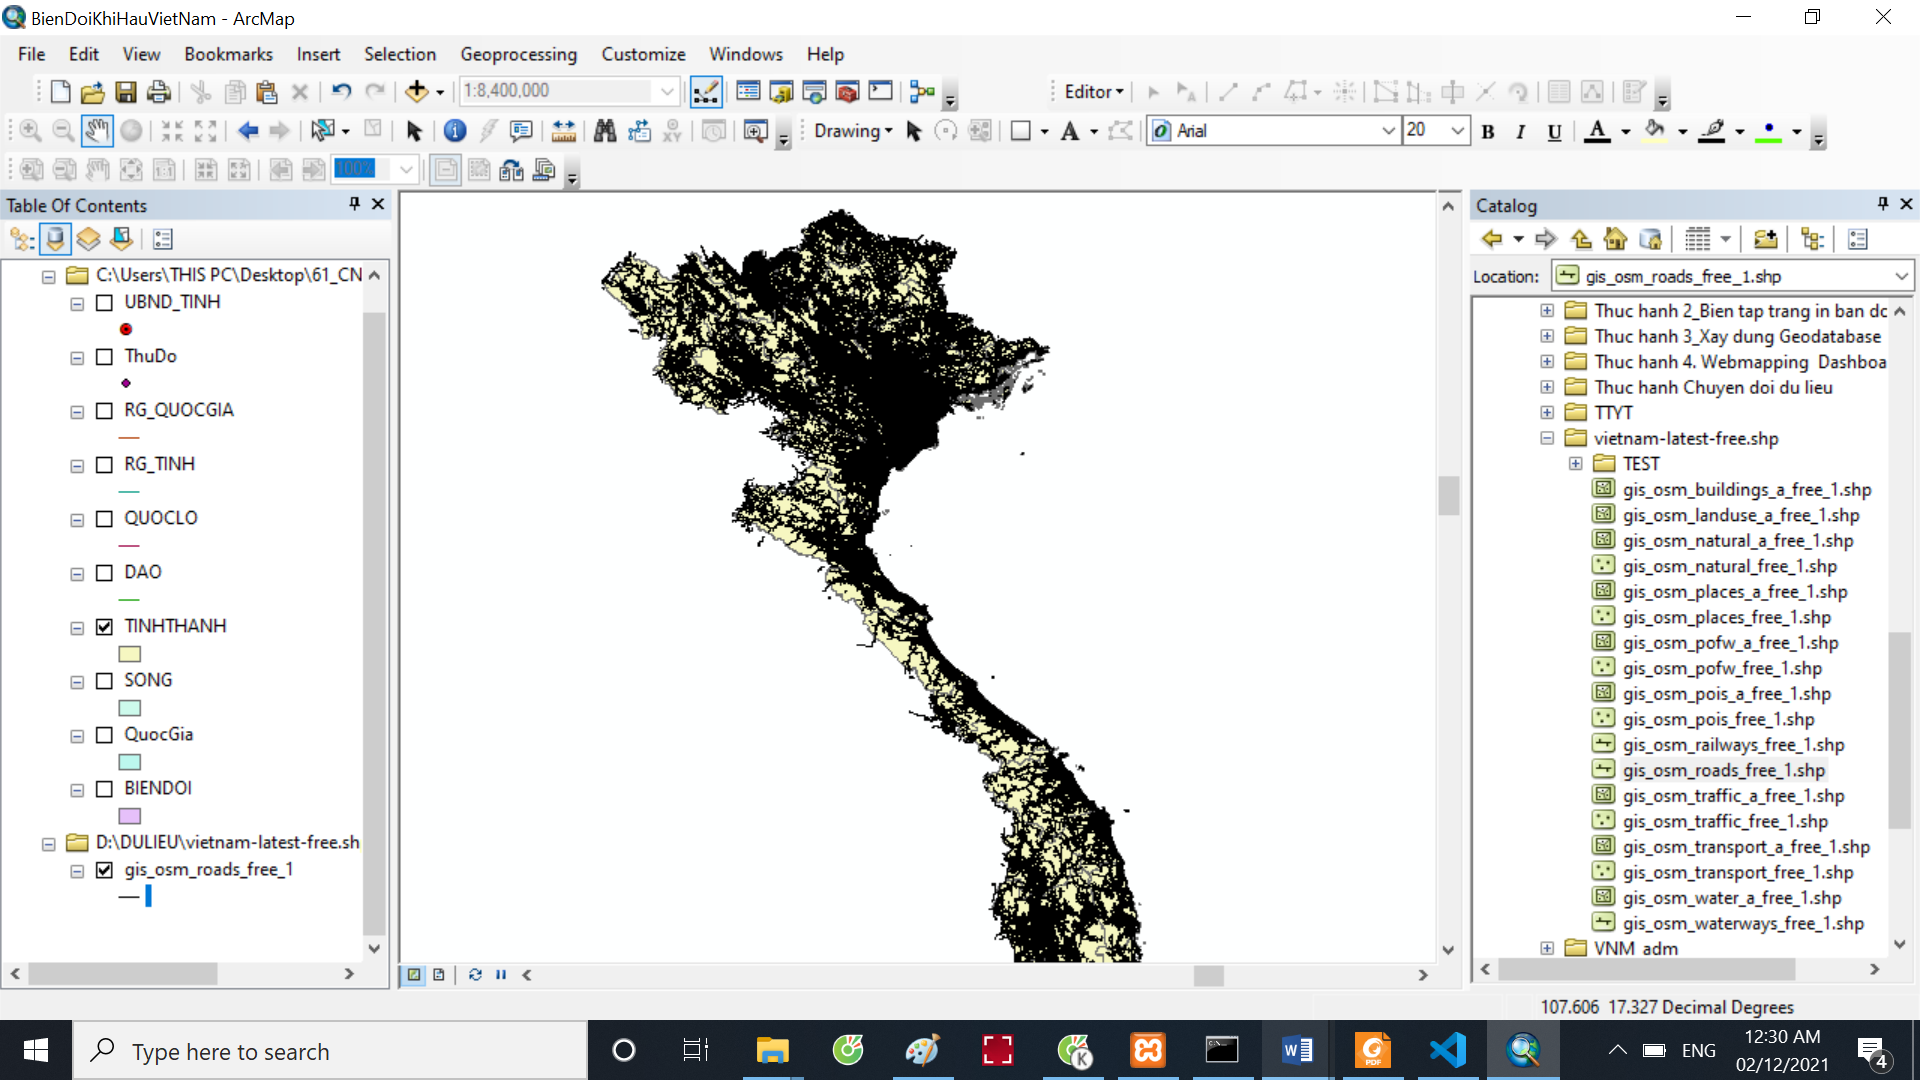 BienDoiKhiHauVietNam - ArcMap
File Edit View Bookmarks Insert Selection Geoprocessing Customize Windows Help
1:8,400,000
Editor
Drawing
A
Arial
20
B I U A
100%
Table Of Contents
C:\Users\THIS PC\Desktop\61_CN
UBND_TINH
ThuDo
RG_QUOCGIA
RG_TINH
QUOCLO
DAO
TINHTHANH
SONG
QuocGia
BIENDOI
D:\DULIEU\vietnam-latest-free.sh
gis_osm_roads_free_1
Catalog
Location: gis_osm_roads_free_1.shp
Thuc hanh 2_Bien tap trang in ban dc
Thuc hanh 3_Xay dung Geodatabase
Thuc hanh 4. Webmapping Dashboa
Thuc hanh Chuyen doi du lieu
TTYT
vietnam-latest-free.shp
TEST
gis_osm_buildings_a_free_1.shp
gis_osm_landuse_a_free_1.shp
gis_osm_natural_a_free_1.shp
gis_osm_natural_free_1.shp
gis_osm_places_a_free_1.shp
gis_osm_places_free_1.shp
gis_osm_pofw_a_free_1.shp
gis_osm_pofw_free_1.shp
gis_osm_pois_a_free_1.shp
gis_osm_pois_free_1.shp
gis_osm_railways_free_1.shp
gis_osm_roads_free_1.shp
gis_osm_traffic_a_free_1.shp
gis_osm_traffic_free_1.shp
gis_osm_transport_a_free_1.shp
gis_osm_transport_free_1.shp
gis_osm_water_a_free_1.shp
gis_osm_waterways_free_1.shp
VNM adm
107.606 17.327 Decimal Degrees
Type here to search
ENG
12:30 AM
02/12/2021
4